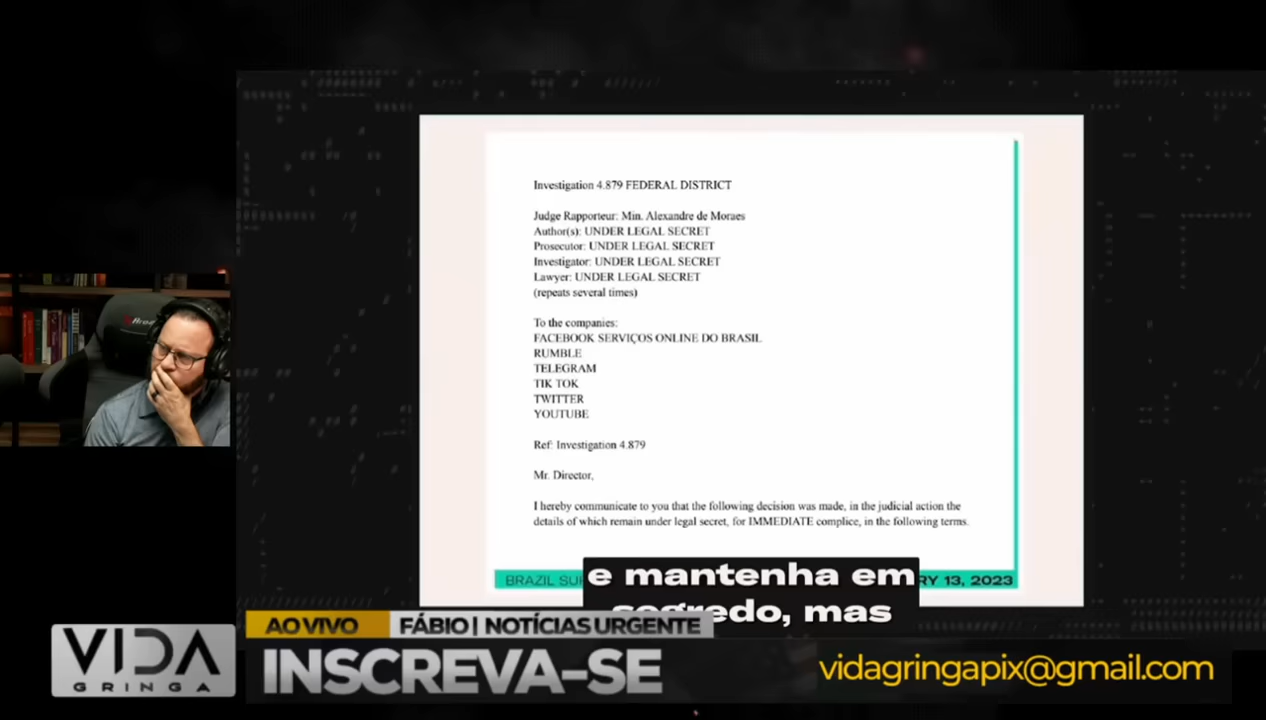 Investigation 4.879 FEDERAL DISTRICT
Judge Rapporteur: Min. Alexandre de Moraes
Author(s): UNDER LEGAL SECRET
Prosecutor: UNDER LEGAL SECRET
Investigator: UNDER LEGAL SECRET
Lawyer: UNDER LEGAL SECRET
(repeats several times)
To the companies:
FACEBOOK SERVIÇOS ONLINE DO BRASIL
RUMBLE
TELEGRAM
TIK TOK
TWITTER
YOUTUBE
Ref: Investigation 4.879
Mr. Director,
I hereby communicate to you that the following decision was made, in the judicial action the
details of which remain under legal secret, for IMMEDIATE complice, in the following terms.
BRAZIL 13, 2023
e mantenha em
segredo, mas
AO VIVO FÁBIO | NOTÍCIAS URGENTE
VIDA
GRINGA
INSCREVA-SE
vidagringapix@gmail.com